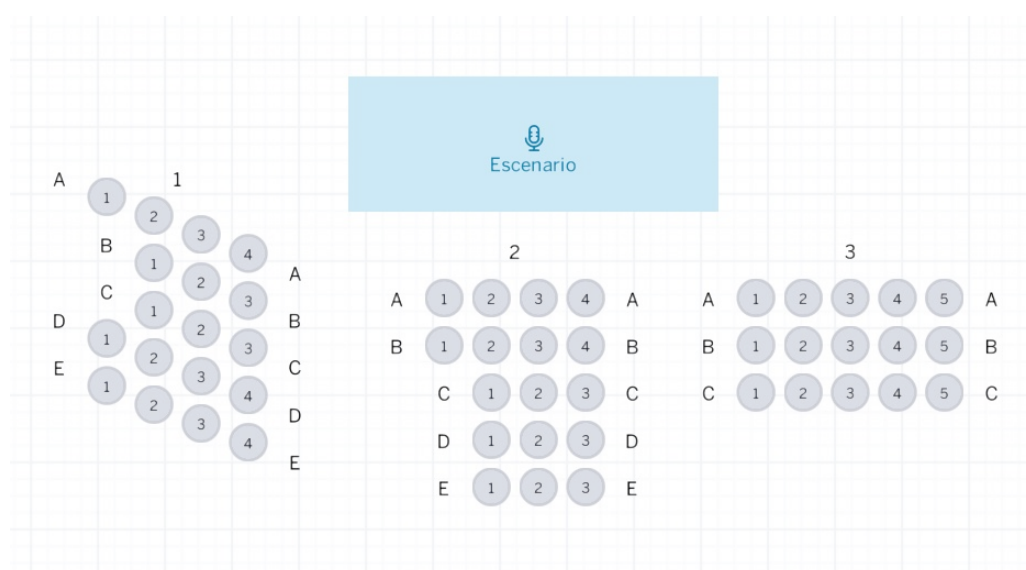 Escenario
1
A 1 2 3 4 A
B 1 2 3 B
C 1 2 3 C
D 1 2 3 4 D
E 1 2 3 4 E
2
A 1 2 3 4 A
B 1 2 3 4 B
C 1 2 3 C
D 1 2 3 D
E 1 2 3 E
3
A 1 2 3 4 5 A
B 1 2 3 4 5 B
C 1 2 3 4 5 C